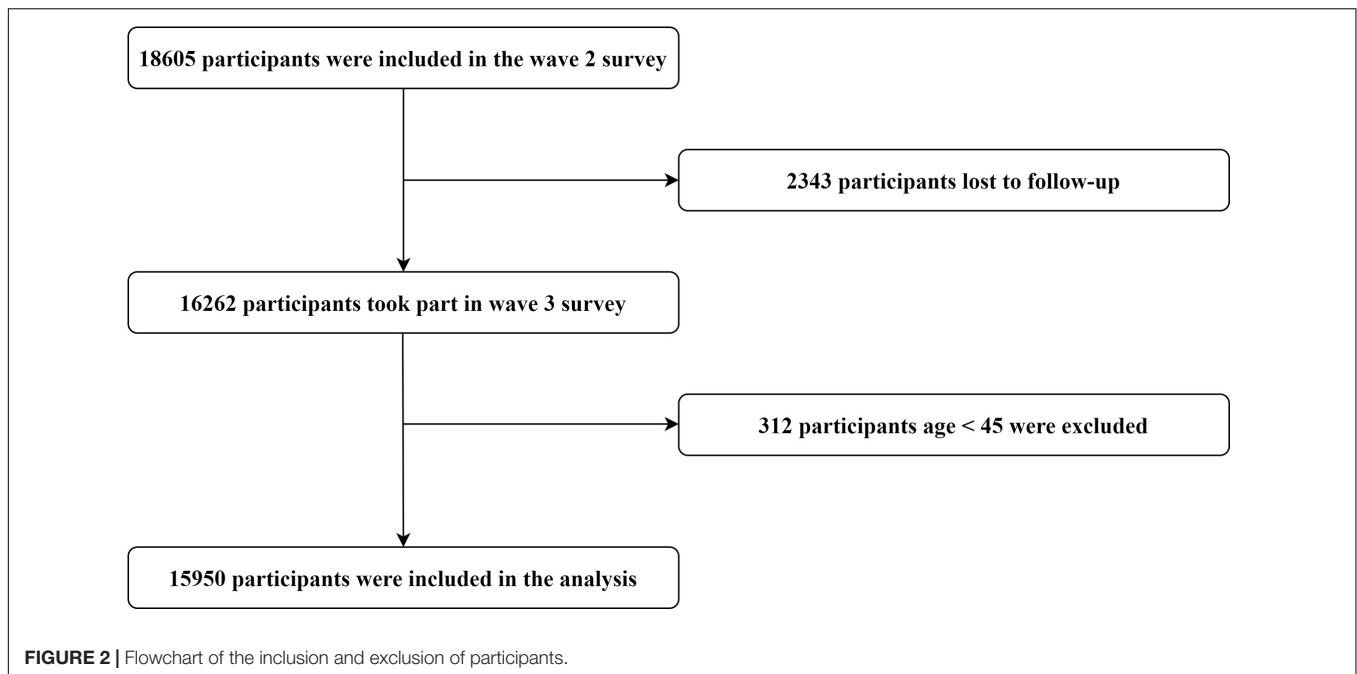 18605 participants were included in the wave 2 survey
2343 participants lost to follow-up
16262 participants took part in wave 3 survey
312 participants age < 45 were excluded
15950 participants were included in the analysis
FIGURE 2 | Flowchart of the inclusion and exclusion of participants.